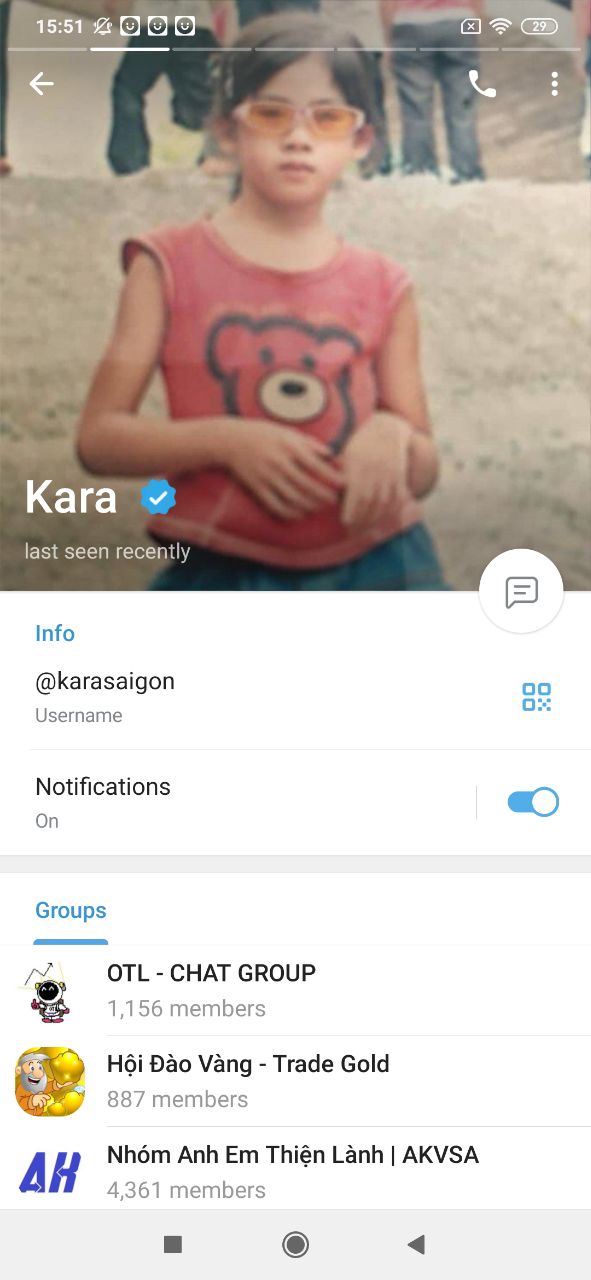 15:51
29
Kara
last seen recently
Info
@karasaigon
Username
Notifications
On
Groups
OTL - CHAT GROUP
1,156 members
Hội Đào Vàng - Trade Gold
887 members
AK
Nhóm Anh Em Thiện Lành | AKVSA
4,361 members